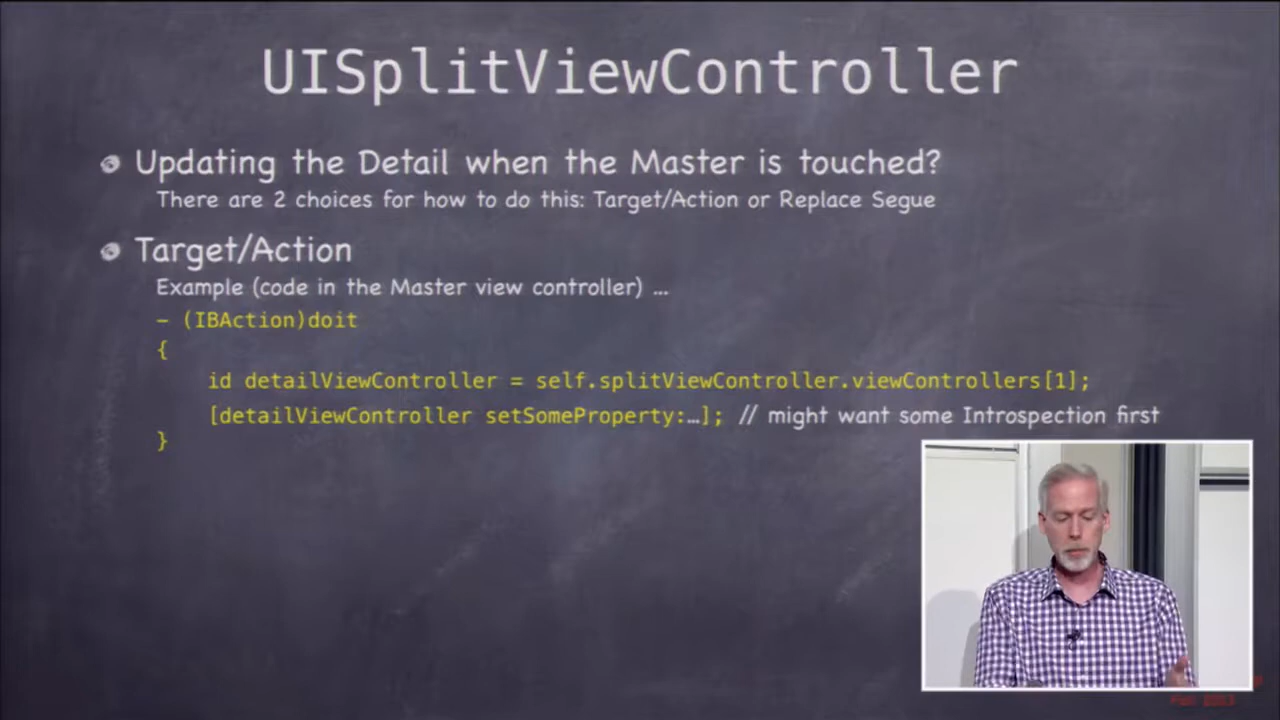 UISplitViewController
Updating the Detail when the Master is touched?
There are 2 choices for how to do this: Target/Action or Replace Segue
Target/Action
Example (code in the Master view controller) ...
- (IBAction)doit
{
id detailViewController = self.splitViewController.viewControllers[1];
[detailViewController setSomeProperty:…]; // might want some Introspection first
}